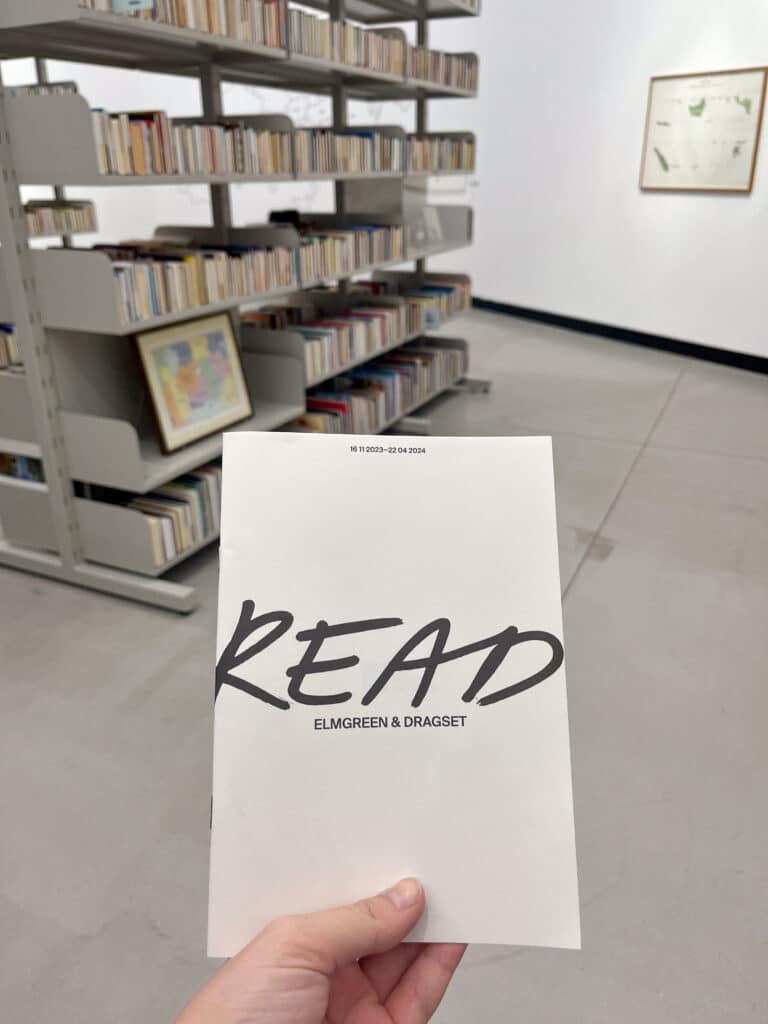 16 11 2023—22 04 2024
READ
ELMGREEN & DRAGSET